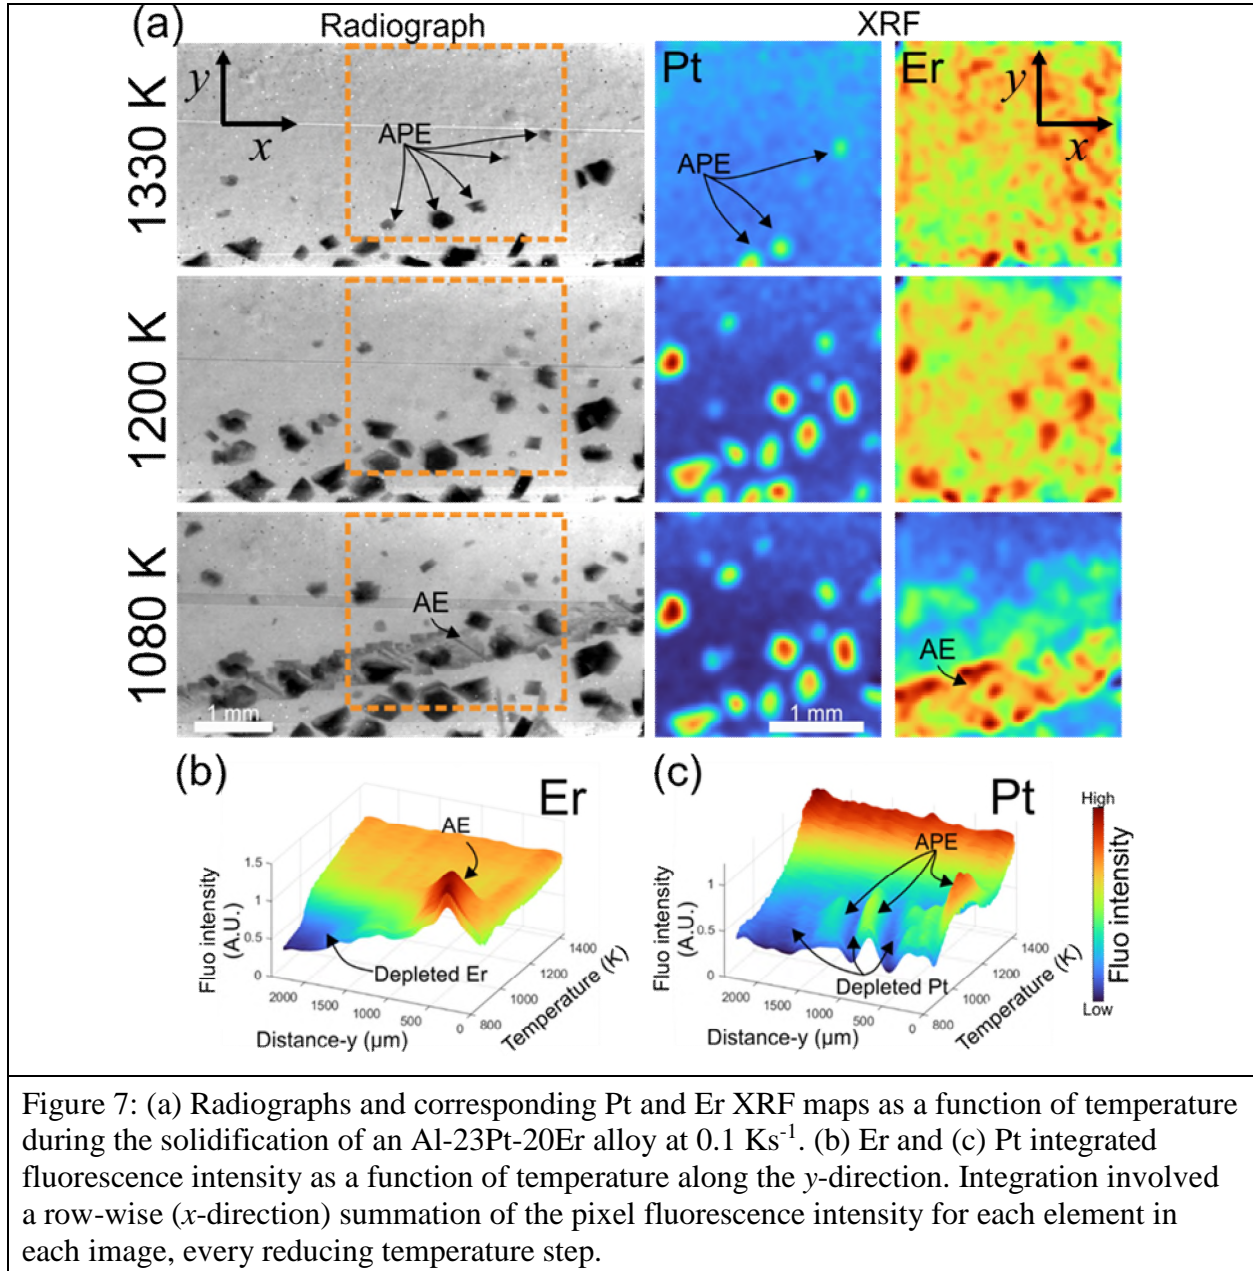 (a)
Radiograph
XRF
1330 K
y
x
APE
Pt
APE
Er
y
x
1200 K
1080 K
AE
1 mm
1 mm
AE
(b)
Er
AE
Fluo intensity
(A.U.)
1.5
1
0.5
0
Depleted Er
2000
1500
1000
500
0
Distance-y (µm)
800
1000
1200
1400
Temperature (K)
(c)
Pt
APE
Fluo intensity
(A.U.)
1
0.5
0
Depleted Pt
2000
1500
1000
500
0
Distance-y (µm)
800
1000
1200
1400
Temperature (K)
High
Fluo intensity
Low
Figure 7: (a) Radiographs and corresponding Pt and Er XRF maps as a function of temperature
during the solidification of an Al-23Pt-20Er alloy at 0.1 Ks⁻¹. (b) Er and (c) Pt integrated
fluorescence intensity as a function of temperature along the y-direction. Integration involved
a row-wise (x-direction) summation of the pixel fluorescence intensity for each element in
each image, every reducing temperature step.